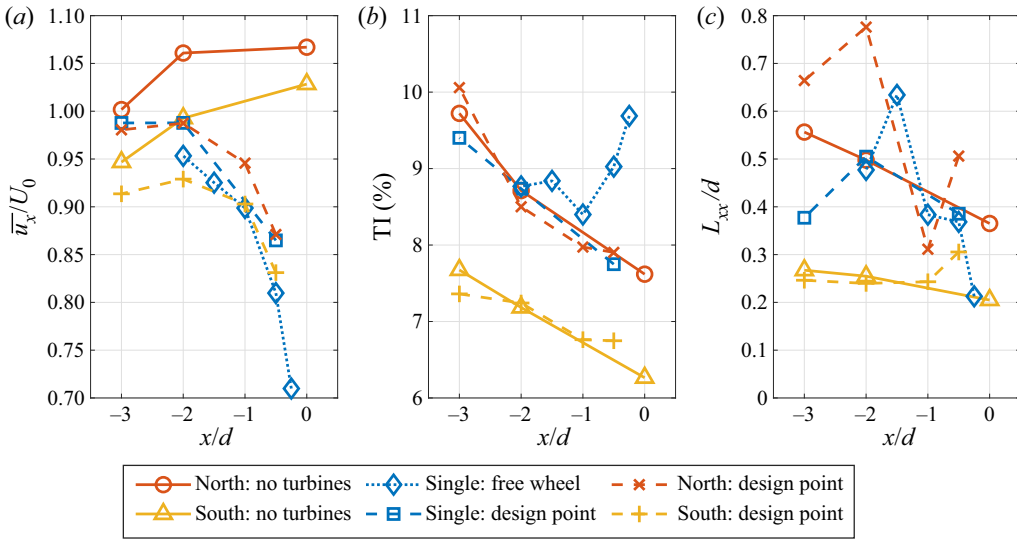 (a) (b) (c)
1.10 11 0.8
1.05 10 0.7
1.00 9 0.6
0.95 8 0.5
0.90 7 0.4
0.85 6 0.3
0.80 0.2
0.75 0.1
0.70 0
u̅ₓ/U₀
TI (%)
Lₓₓ/d
–3 –2 –1 0 –3 –2 –1 0 –3 –2 –1 0
x/d x/d x/d
North: no turbines Single: free wheel North: design point
South: no turbines Single: design point South: design point